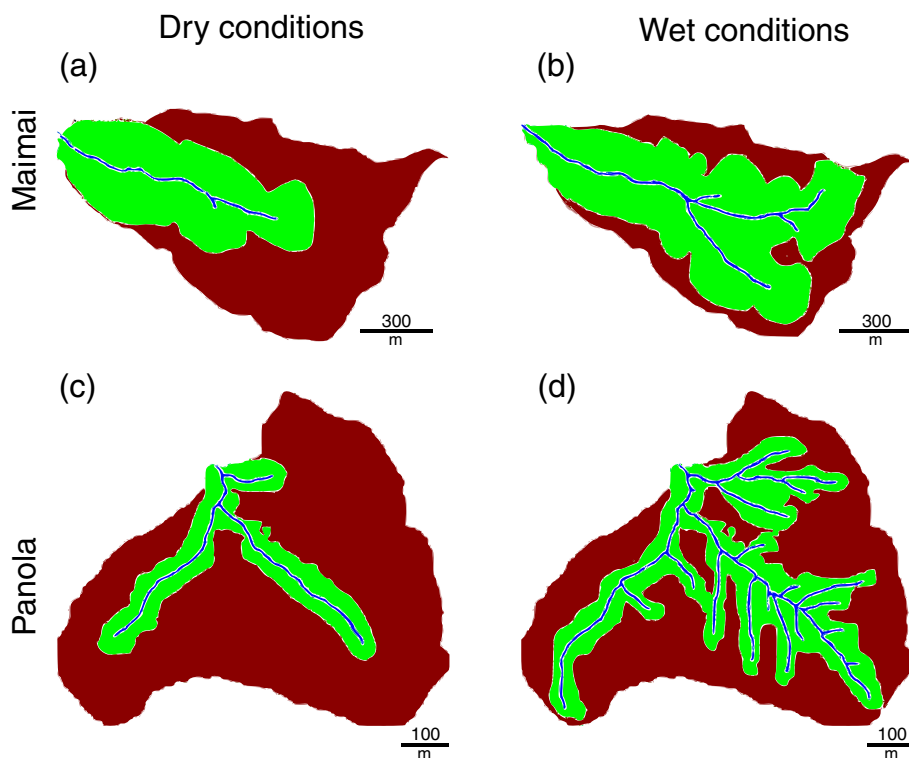 Dry conditions
Wet conditions
(a)
(b)
Maimai
300
m
300
m
(c)
(d)
Panola
100
m
100
m